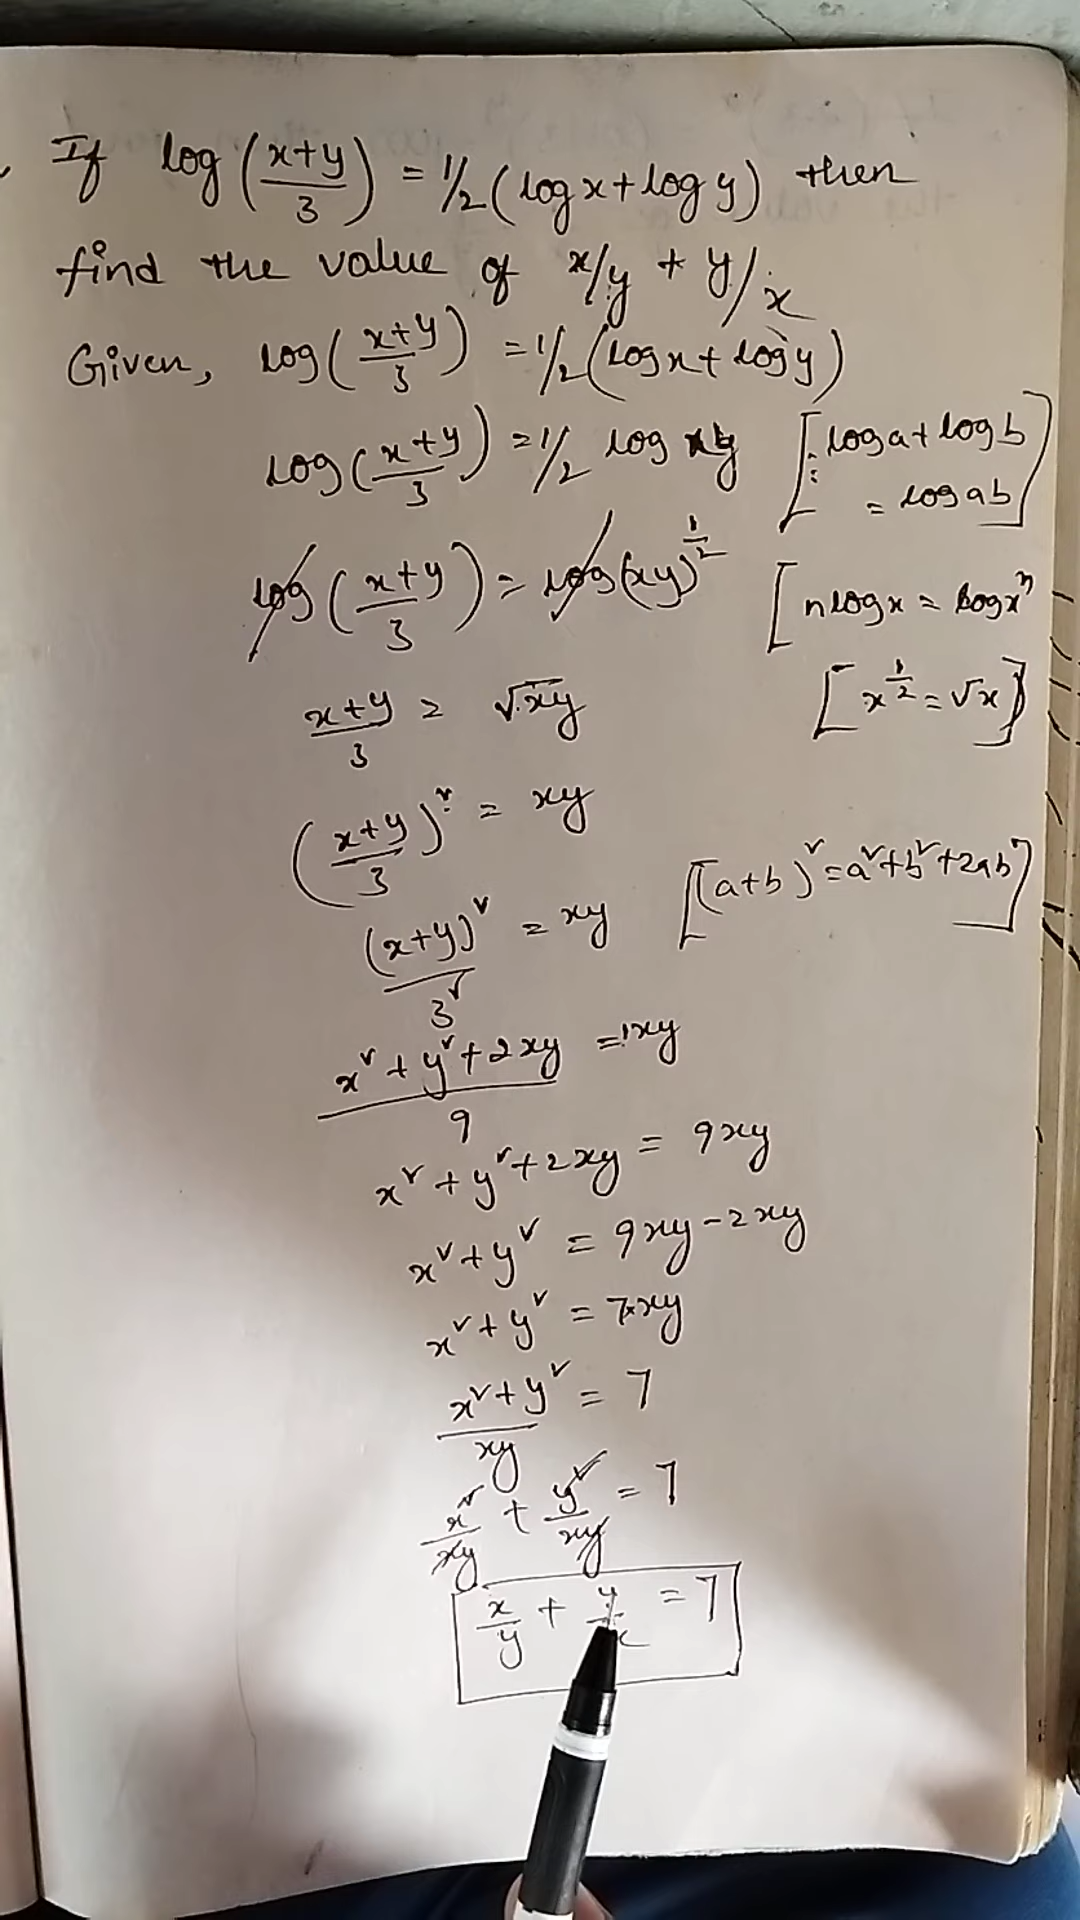 If log(x+y/3) = 1/2(log x + log y) then
find the value of x/y + y/x
Given, log(x+y/3) = 1/2(log x + log y)
log(x+y/3) = 1/2 log xy [∵ log a + log b
= log ab]
log(x+y/3) = log(xy)^1/2 [n log x = log x^n
x+y/3 = √xy [x^1/2 = √x]
(x+y/3)² = xy
(x+y)²/3² = xy [(a+b)² = a²+b²+2ab]
x²+y²+2xy/9 = xy
x²+y²+2xy = 9xy
x²+y² = 9xy-2xy
x²+y² = 7xy
x²+y²/xy = 7
x²/xy + y²/xy = 7
x/y + y/x = 7